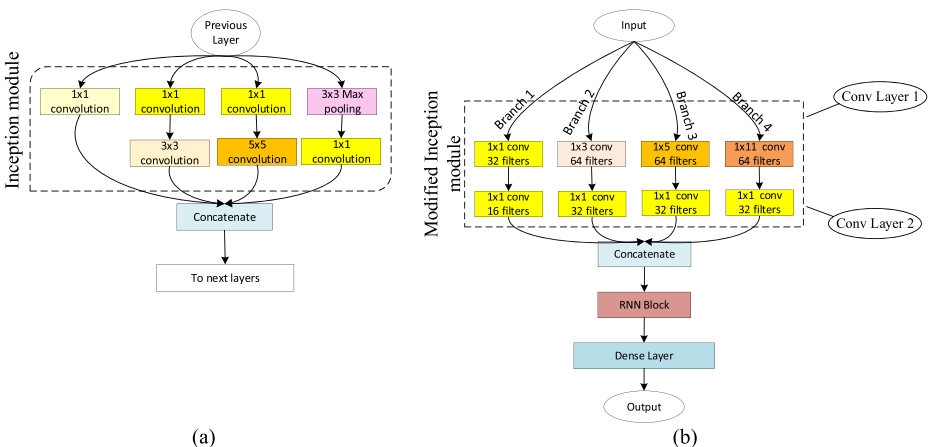 Previous
Layer
Inception module
1x1
convolution
1x1
convolution
1x1
convolution
3x3 Max
pooling
3x3
convolution
5x5
convolution
1x1
convolution
Concatenate
To next layers
(a)
Input
Branch 1
Branch 2
Branch 3
Branch 4
Conv Layer 1
Modified Inception
module
1x1 conv
32 filters
1x3 conv
64 filters
1x5 conv
64 filters
1x11 conv
64 filters
1x1 conv
16 filters
1x1 conv
32 filters
1x1 conv
32 filters
1x1 conv
32 filters
Conv Layer 2
Concatenate
RNN Block
Dense Layer
Output
(b)